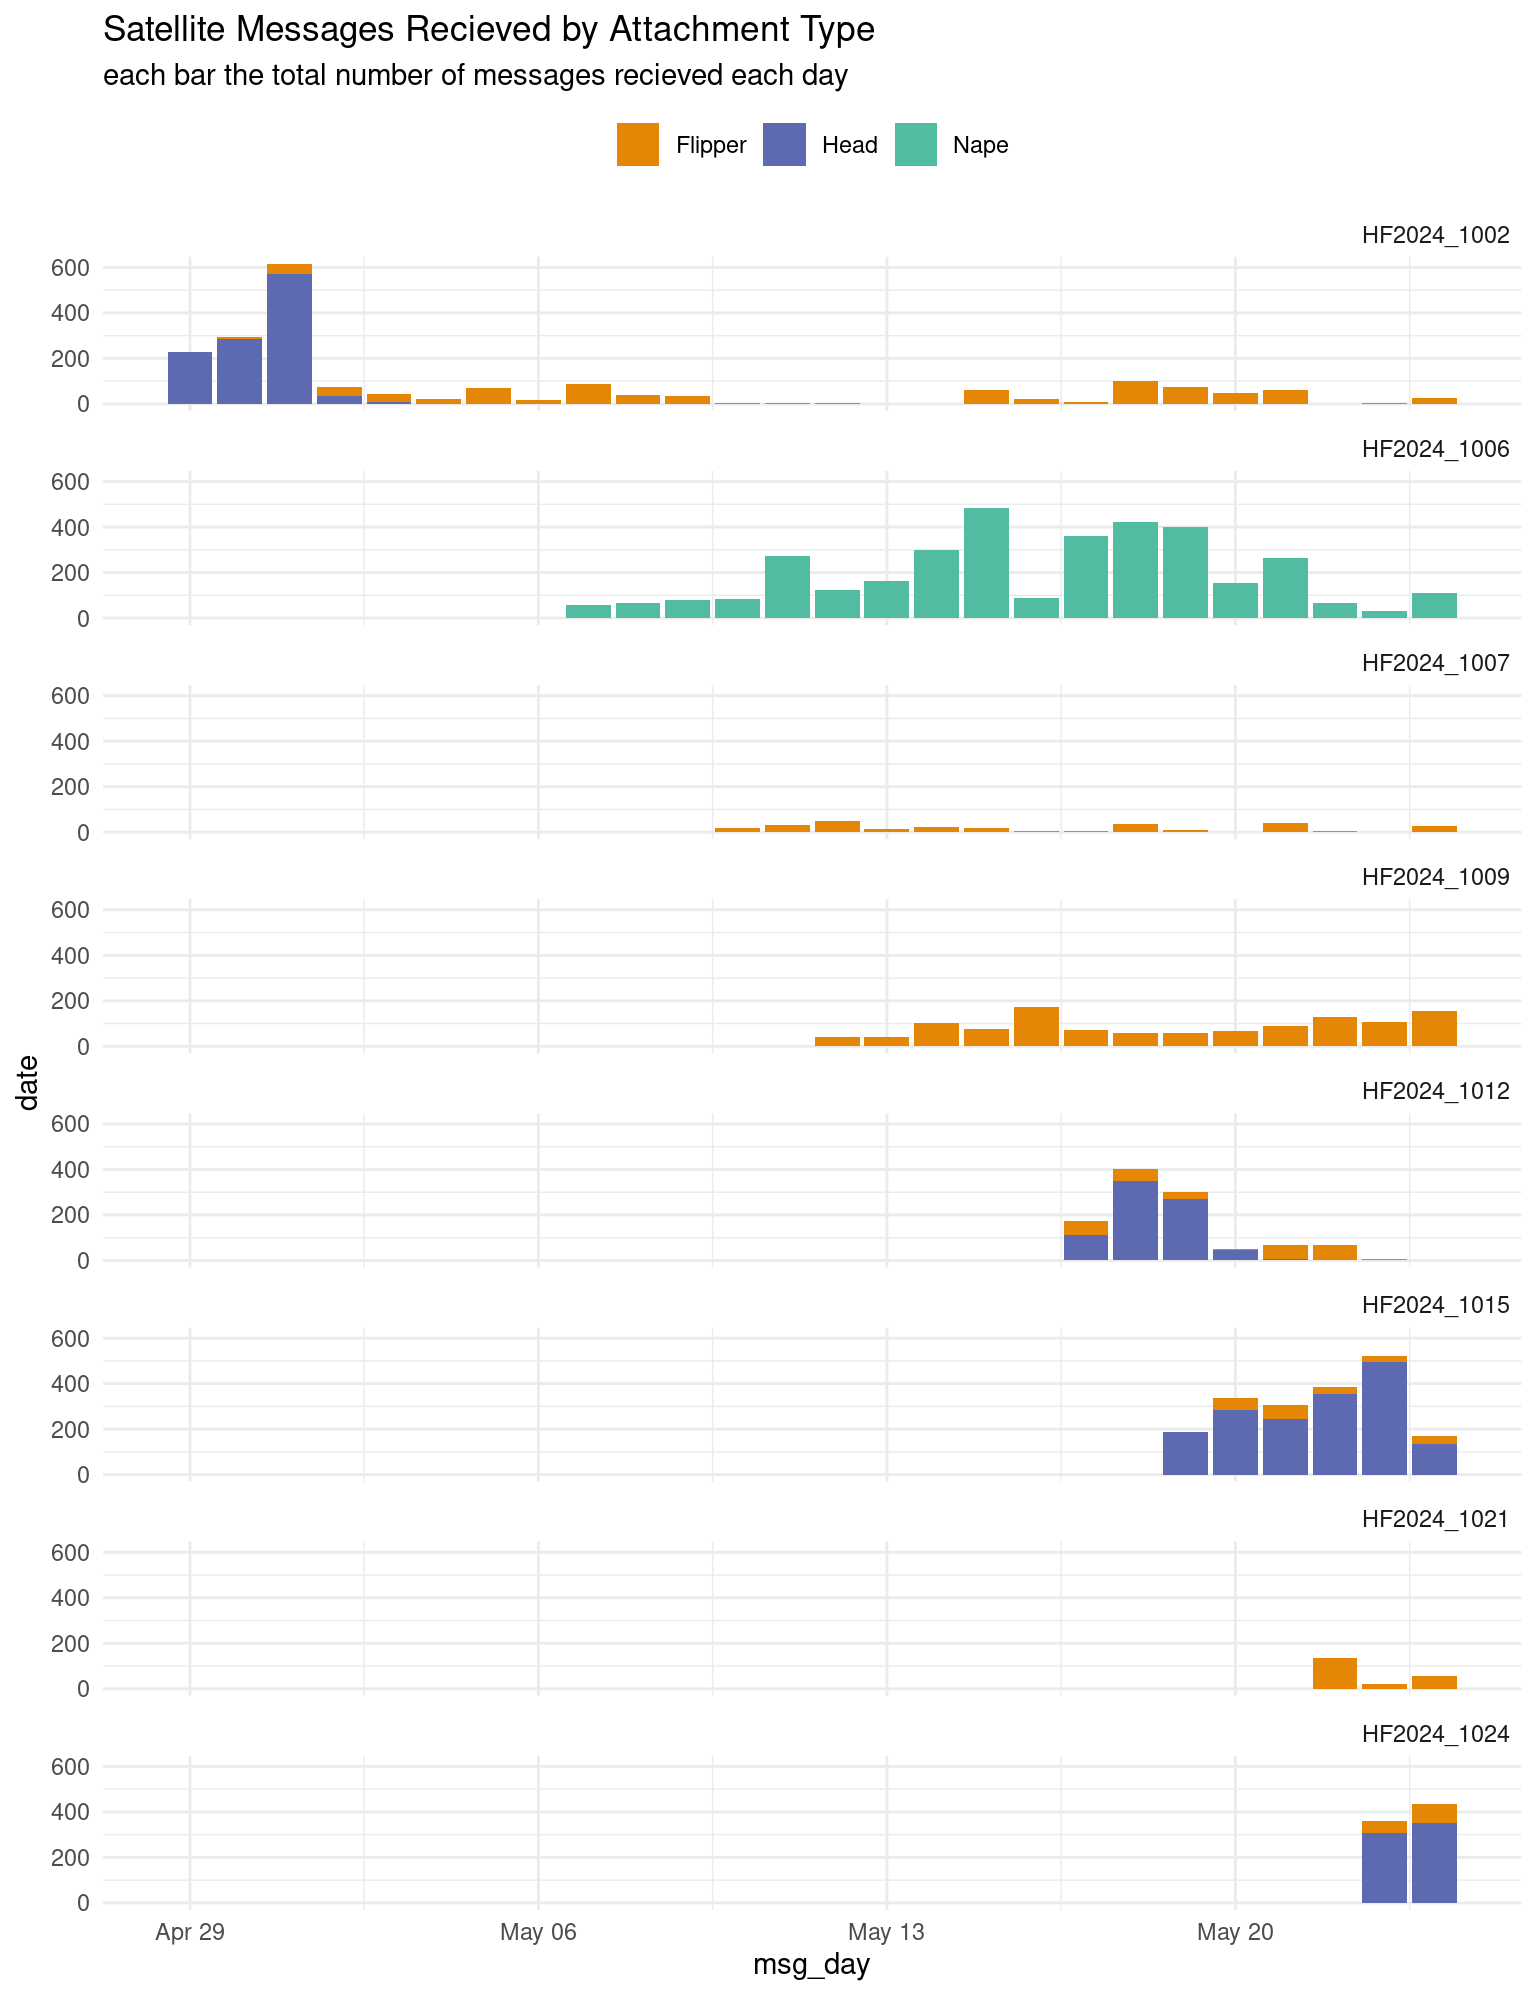 Satellite Messages Recieved by Attachment Type
each bar the total number of messages recieved each day
Flipper Head Nape
HF2024_1002
600
400
200
0
HF2024_1006
600
400
200
0
HF2024_1007
600
400
200
0
HF2024_1009
600
400
200
0
date
HF2024_1012
600
400
200
0
HF2024_1015
600
400
200
0
HF2024_1021
600
400
200
0
HF2024_1024
600
400
200
0
Apr 29 May 06 May 13 May 20
msg_day